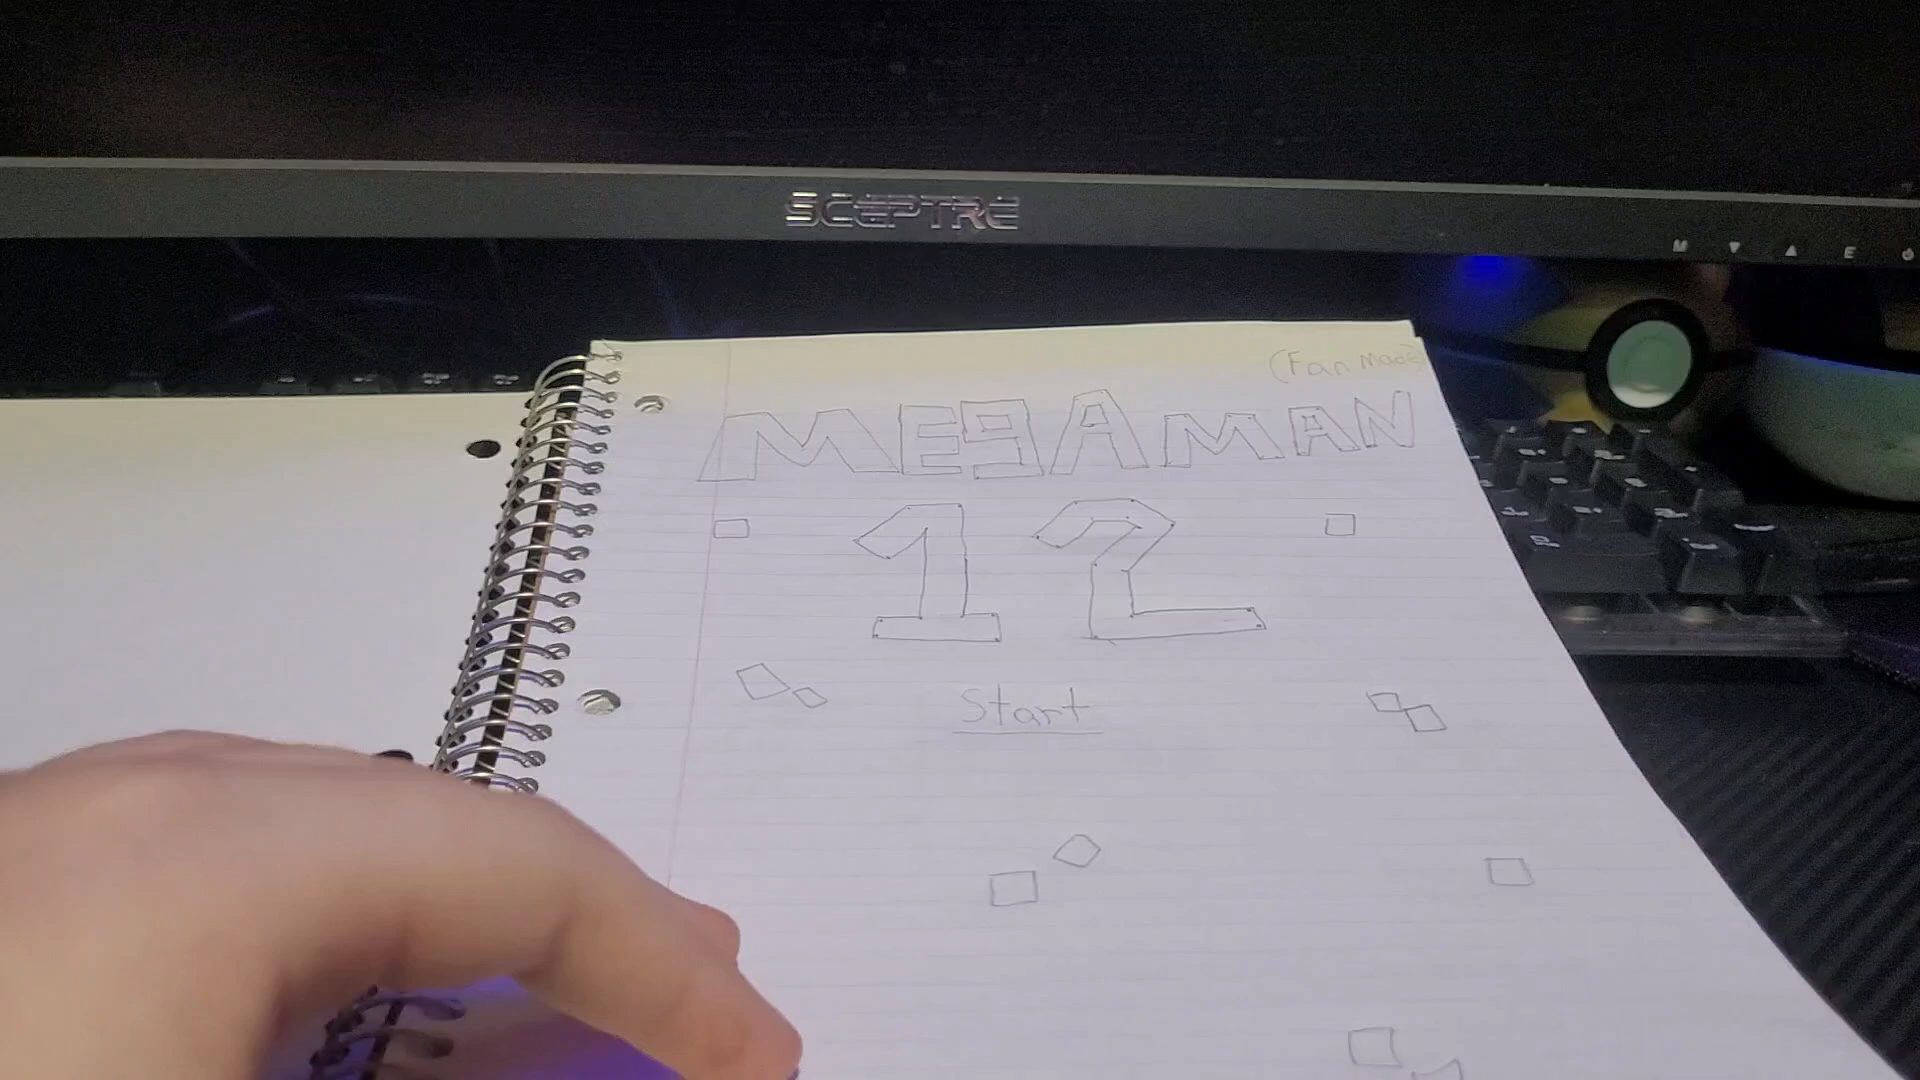 SCEPTRE
M ▼ ▲ E
(Fan Made)
MEGAMAN
12
Start